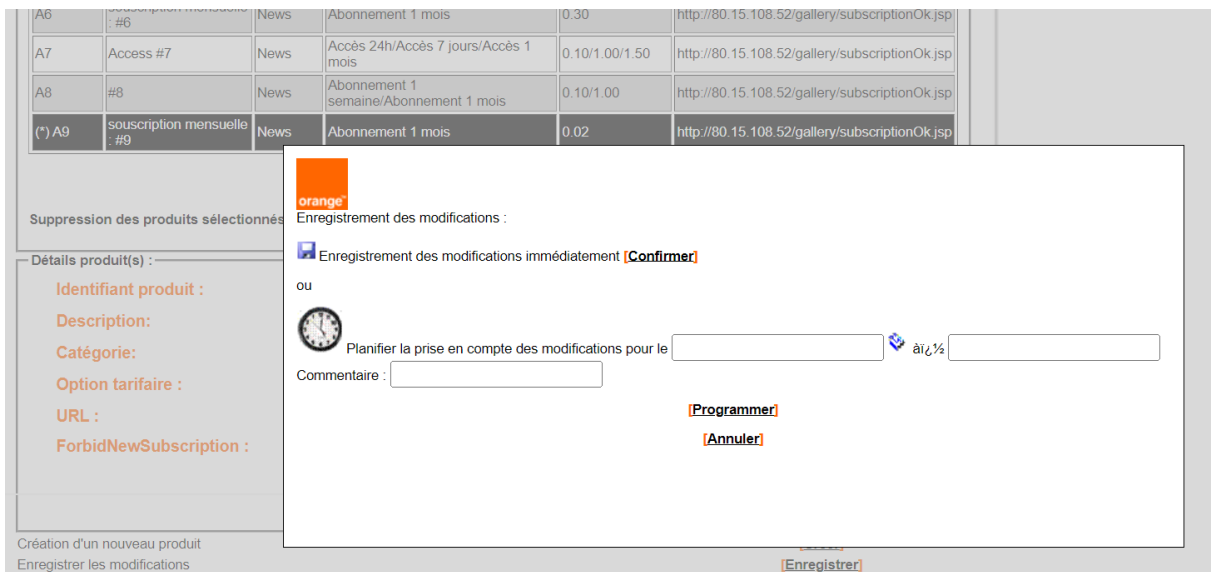 A6 souscription mensuelle News Abonnement 1 mois 0.30 http://80.15.108.52/gallery/subscriptionOk.jsp
: #6
A7 Access #7 News Accès 24h/Accès 7 jours/Accès 1 mois 0.10/1.00/1.50 http://80.15.108.52/gallery/subscriptionOk.jsp
A8 #8 News Abonnement 1 semaine/Abonnement 1 mois 0.10/1.00 http://80.15.108.52/gallery/subscriptionOk.jsp
(*) A9 souscription mensuelle : #9 News Abonnement 1 mois 0.02 http://80.15.108.52/gallery/subscriptionOk.jsp
orange™
Suppression des produits sélectionnés
Enregistrement des modifications :
Enregistrement des modifications immédiatement [Confirmer]
ou
Planifier la prise en compte des modifications pour le àï¿½
Commentaire :
[Programmer]
[Annuler]
Détails produit(s) :
Identifiant produit :
Description:
Catégorie:
Option tarifaire :
URL :
ForbidNewSubscription :
Création d'un nouveau produit
Enregistrer les modifications [Enregistrer]